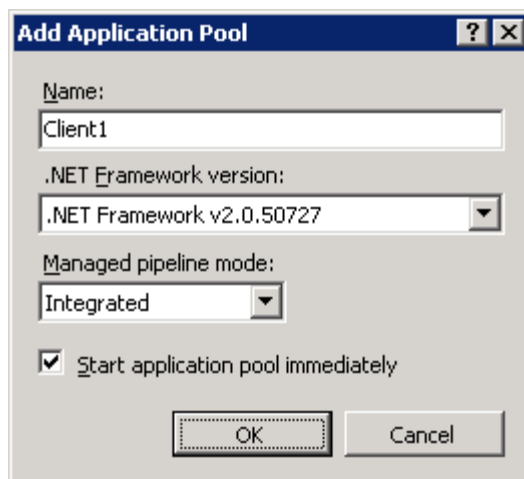 Add Application Pool
Name:
Client1
.NET Framework version:
.NET Framework v2.0.50727
Managed pipeline mode:
Integrated
Start application pool immediately
OK Cancel